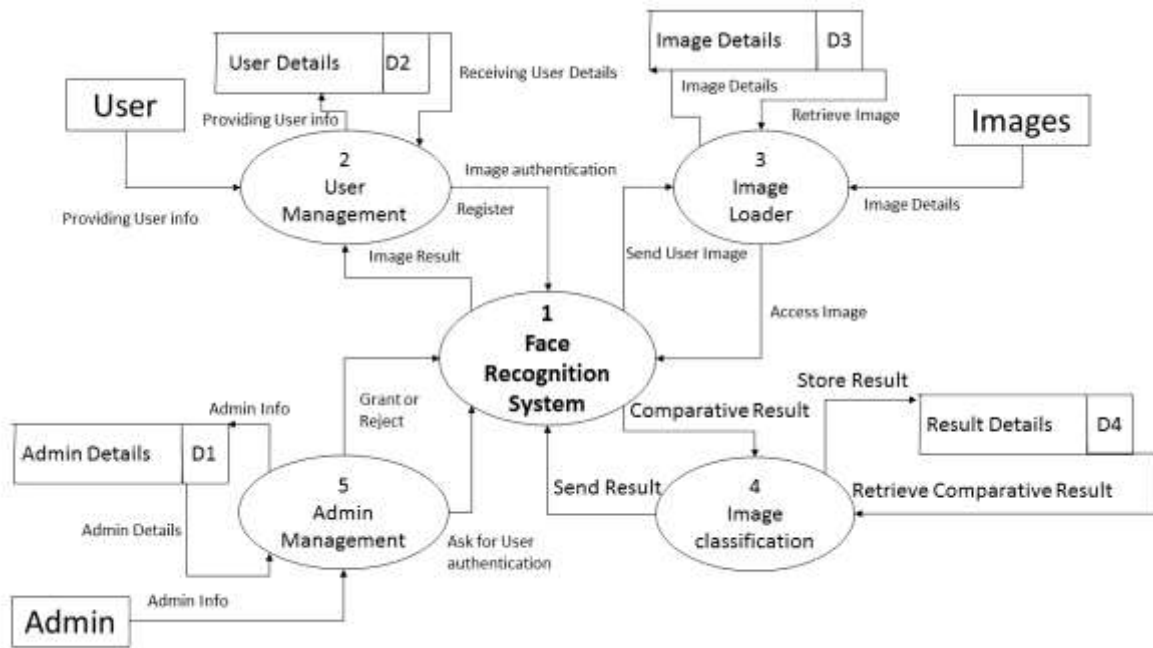 User Details D2
Receiving User Details
Providing User info
User
Providing User info
2
User
Management
Image authentication
Register
Image Result
Image Details D3
Image Details
Retrieve Image
Images
Image Details
3
Image
Loader
Send User Image
Access Image
1
Face
Recognition
System
Grant or
Reject
Comparative Result
Store Result
Result Details D4
Retrieve Comparative Result
Send Result
4
Image
classification
Admin Info
Admin Details D1
Admin Details
5
Admin
Management
Ask for User
authentication
Admin Info
Admin